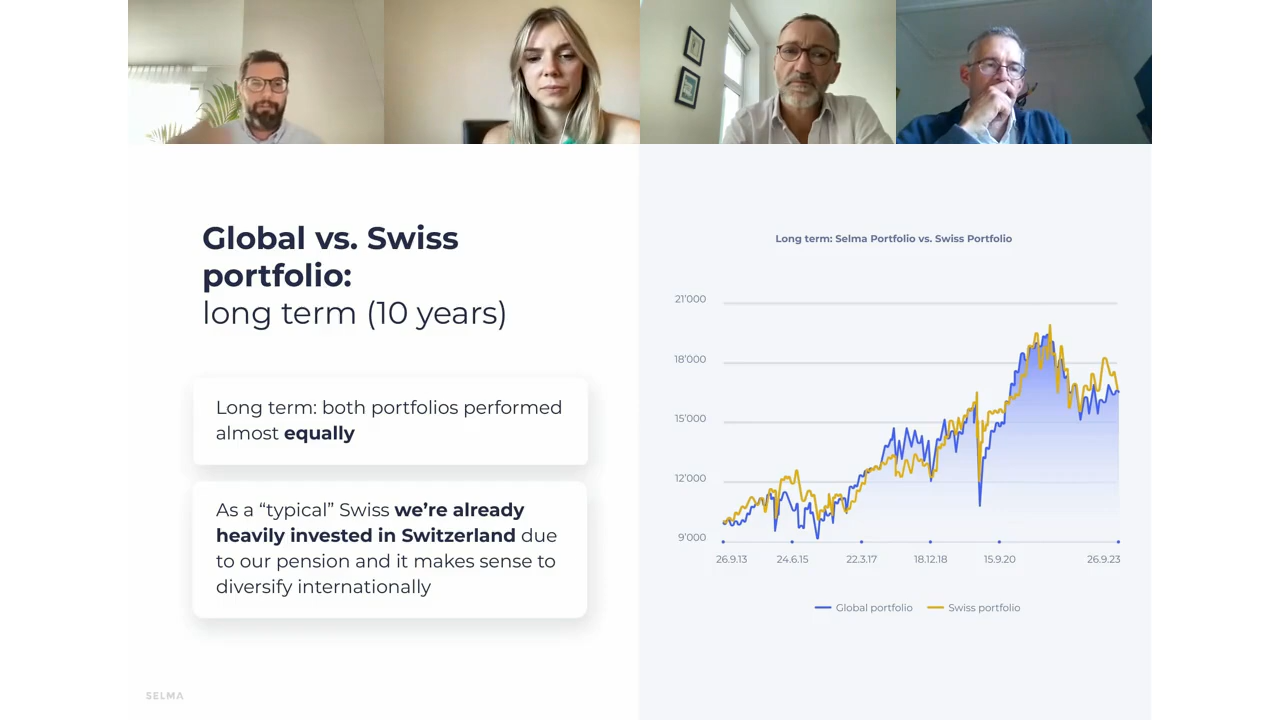 Global vs. Swiss
portfolio:
long term (10 years)
Long term: both portfolios performed
almost equally
As a “typical” Swiss we’re already
heavily invested in Switzerland due
to our pension and it makes sense to
diversify internationally
SELMA
Long term: Selma Portfolio vs. Swiss Portfolio
21’000
18’000
15’000
12’000
9’000
26.9.13 24.6.15 22.3.17 18.12.18 15.9.20 26.9.23
Global portfolio Swiss portfolio